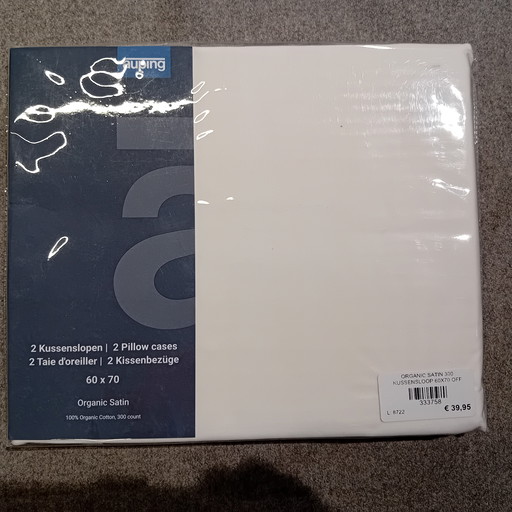 auping
2 Kussenslopen | 2 Pillow cases
2 Taie d'oreiller | 2 Kissenbezüge
60 x 70
Organic Satin
100% Organic Cotton, 300 count
ORGANIC SATIN 300
KUSSENSLOOP 60X70 OFF
333758
L. 6722
€ 39,95